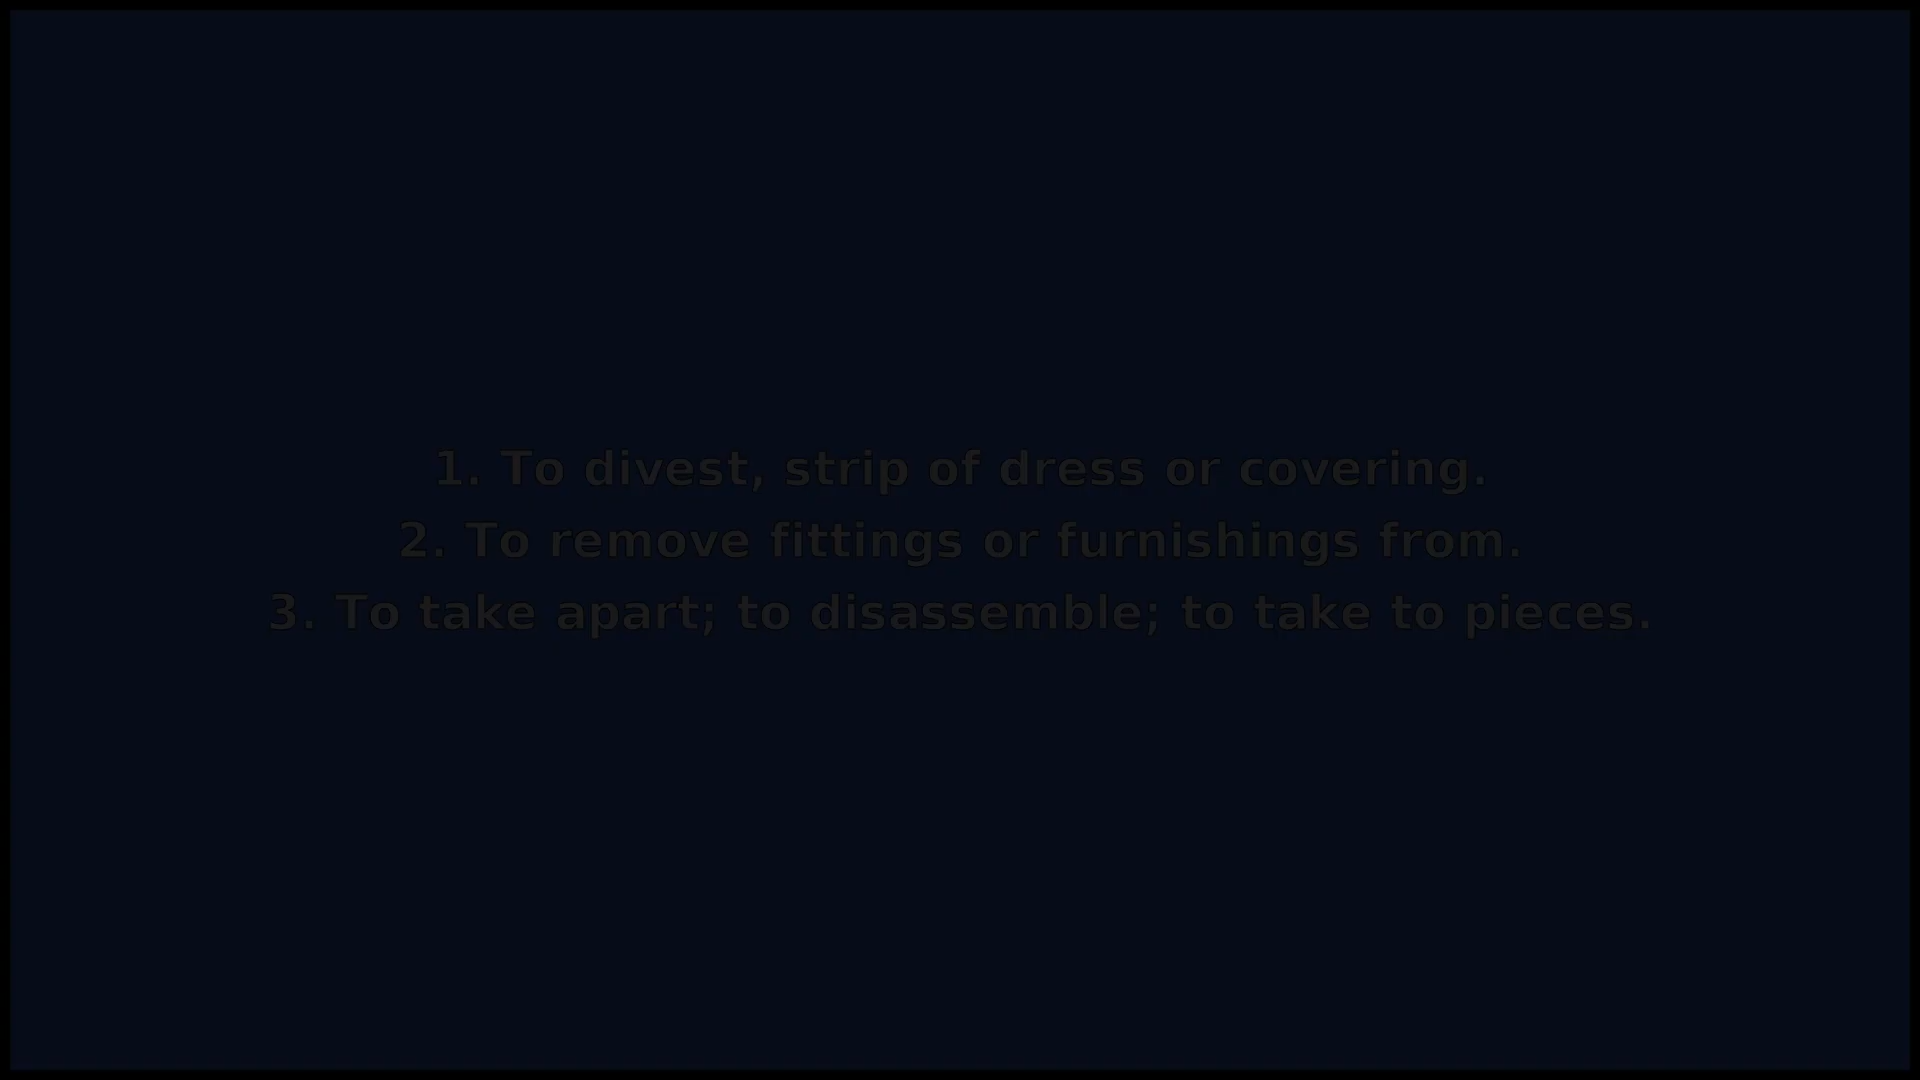 1. To divest, strip of dress or covering.
2. To remove fittings or furnishings from.
3. To take apart; to disassemble; to take to pieces.